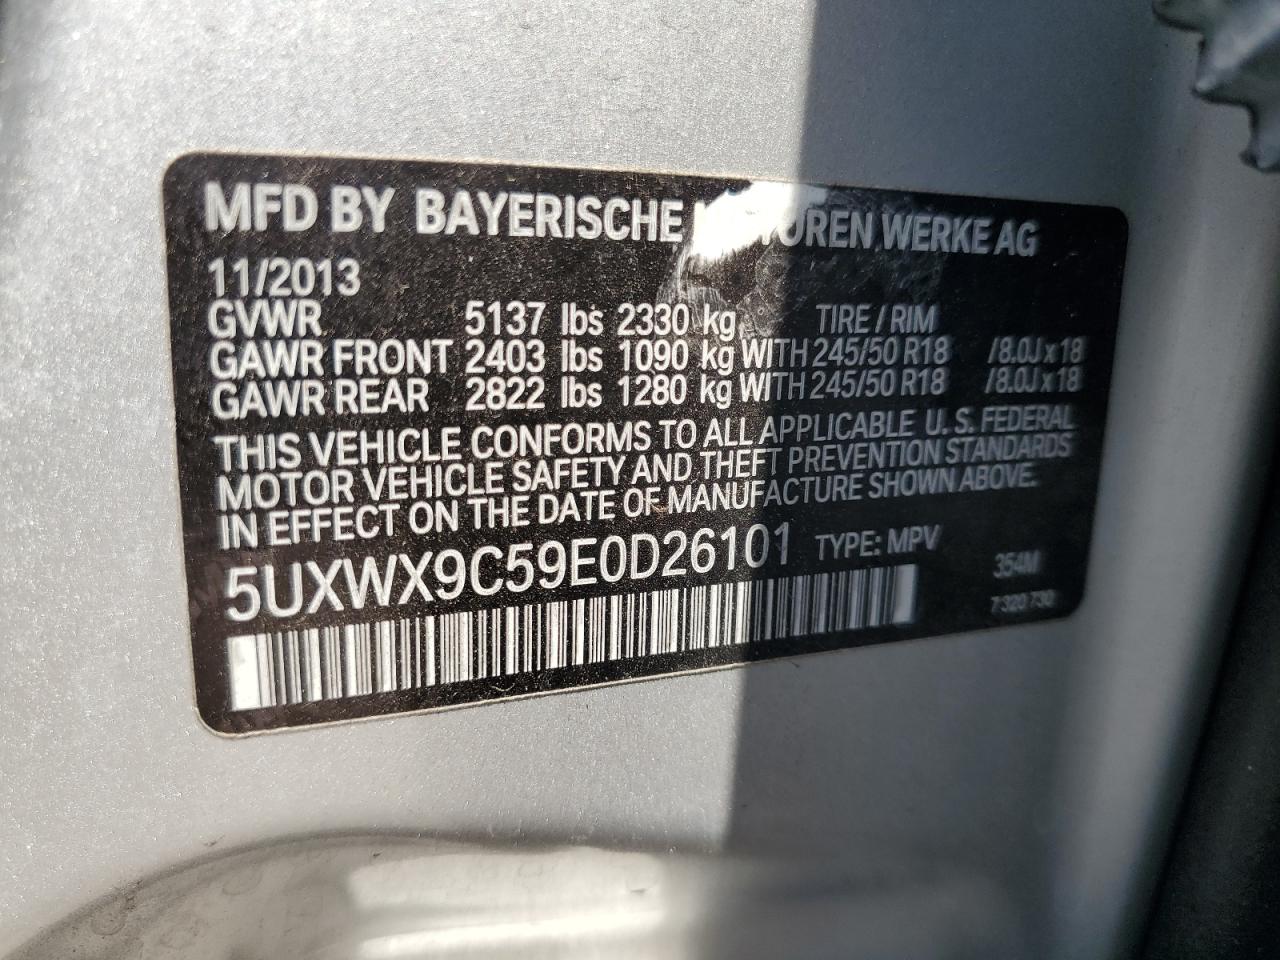 MFD BY BAYERISCHE MOTOREN WERKE AG
11/2013
GVWR 5137 lbs 2330 kg TIRE / RIM
GAWR FRONT 2403 lbs 1090 kg WITH 245/50 R18 /8.0J x 18
GAWR REAR 2822 lbs 1280 kg WITH 245/50 R18 /8.0J x 18
THIS VEHICLE CONFORMS TO ALL APPLICABLE U.S. FEDERAL
MOTOR VEHICLE SAFETY AND THEFT PREVENTION STANDARDS
IN EFFECT ON THE DATE OF MANUFACTURE SHOWN ABOVE.
5UXWX9C59E0D26101 TYPE: MPV
354M
7 320 730